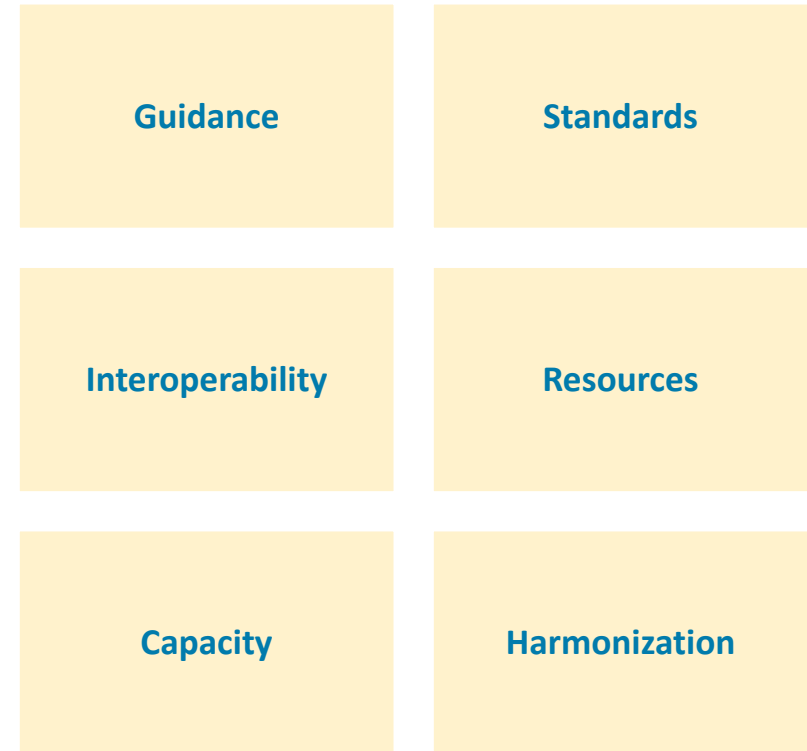 Guidance
Standards
Interoperability
Resources
Capacity
Harmonization